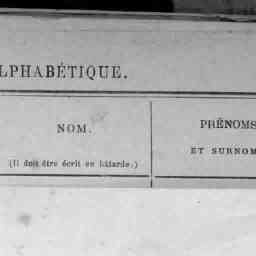 LPHABÉTIQUE.
NOM.
(Il doit être écrit en bâtarde.)
PRÉNOMS
ET SURNOM